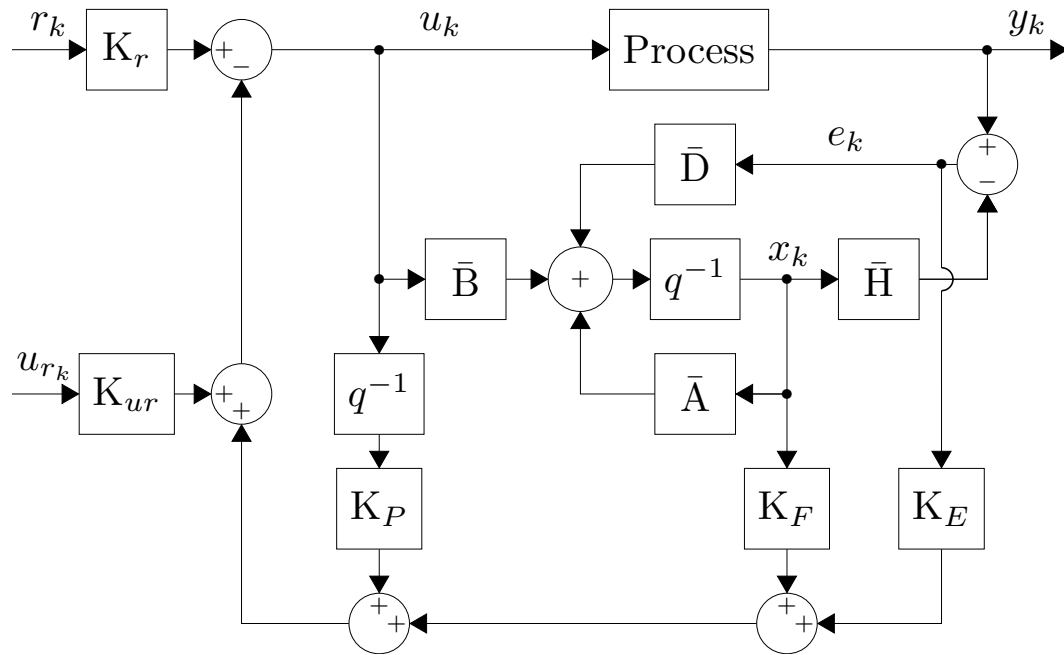 r_k K_r + − u_k Process y_k
e_k + −
D̄
x_k
B̄ + q^{-1} H̄
u_{r_k} K_{ur} + + q^{-1} Ā
K_P K_F K_E
+ + + +